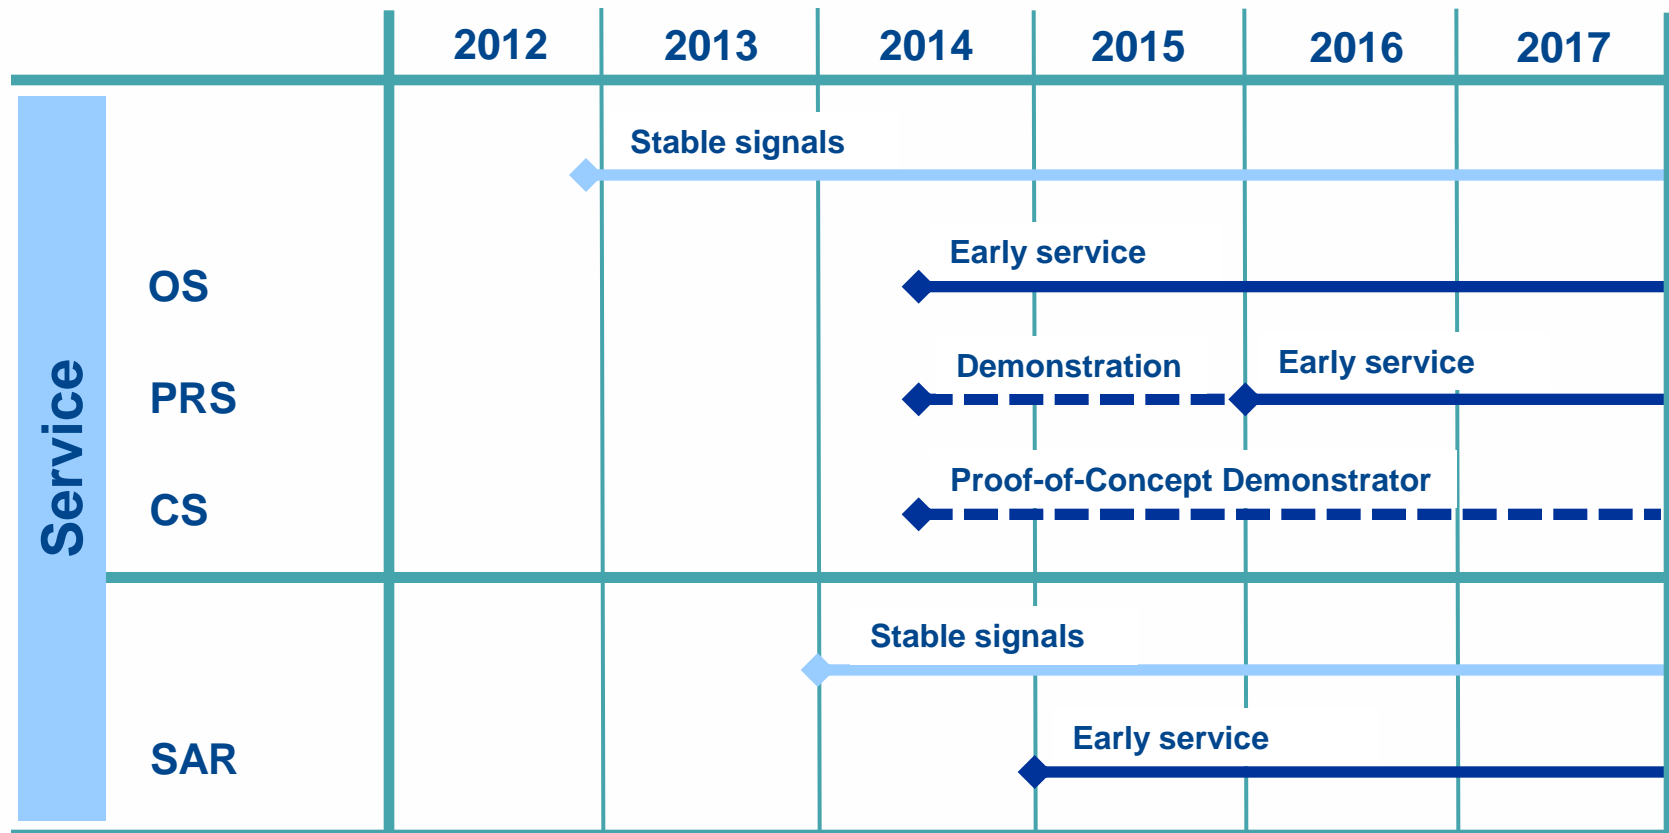 2012 2013 2014 2015 2016 2017
Service
Stable signals
Early service
OS
Demonstration Early service
PRS
Proof-of-Concept Demonstrator
CS
Stable signals
Early service
SAR